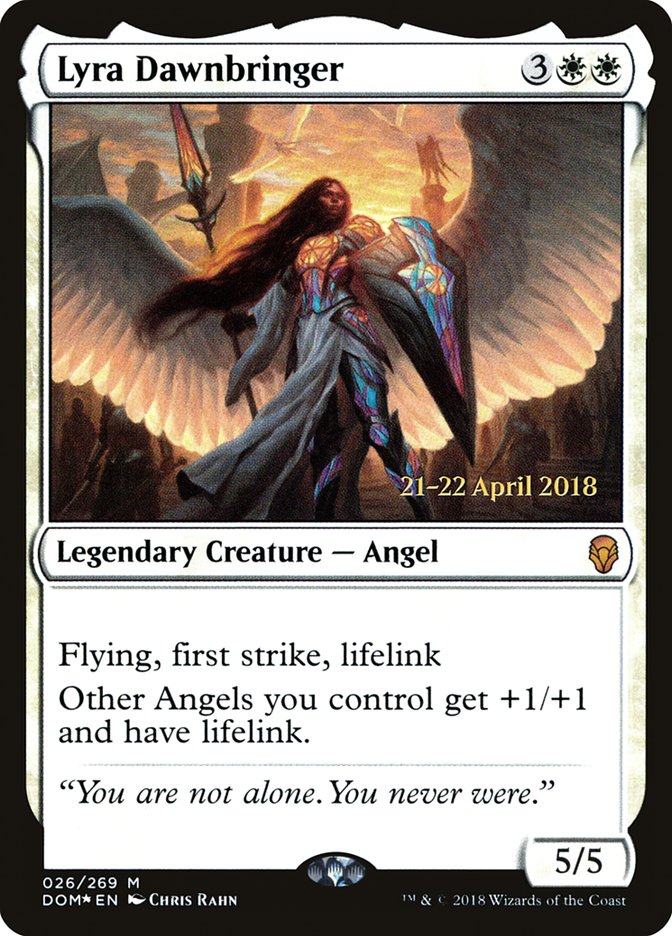 Lyra Dawnbringer
3
21–22 April 2018
Legendary Creature — Angel
Flying, first strike, lifelink
Other Angels you control get +1/+1
and have lifelink.
“You are not alone. You never were.”
5/5
026/269 M
DOM★EN Chris Rahn
™ & © 2018 Wizards of the Coast